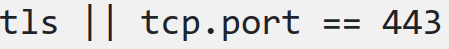 tls || tcp.port == 443